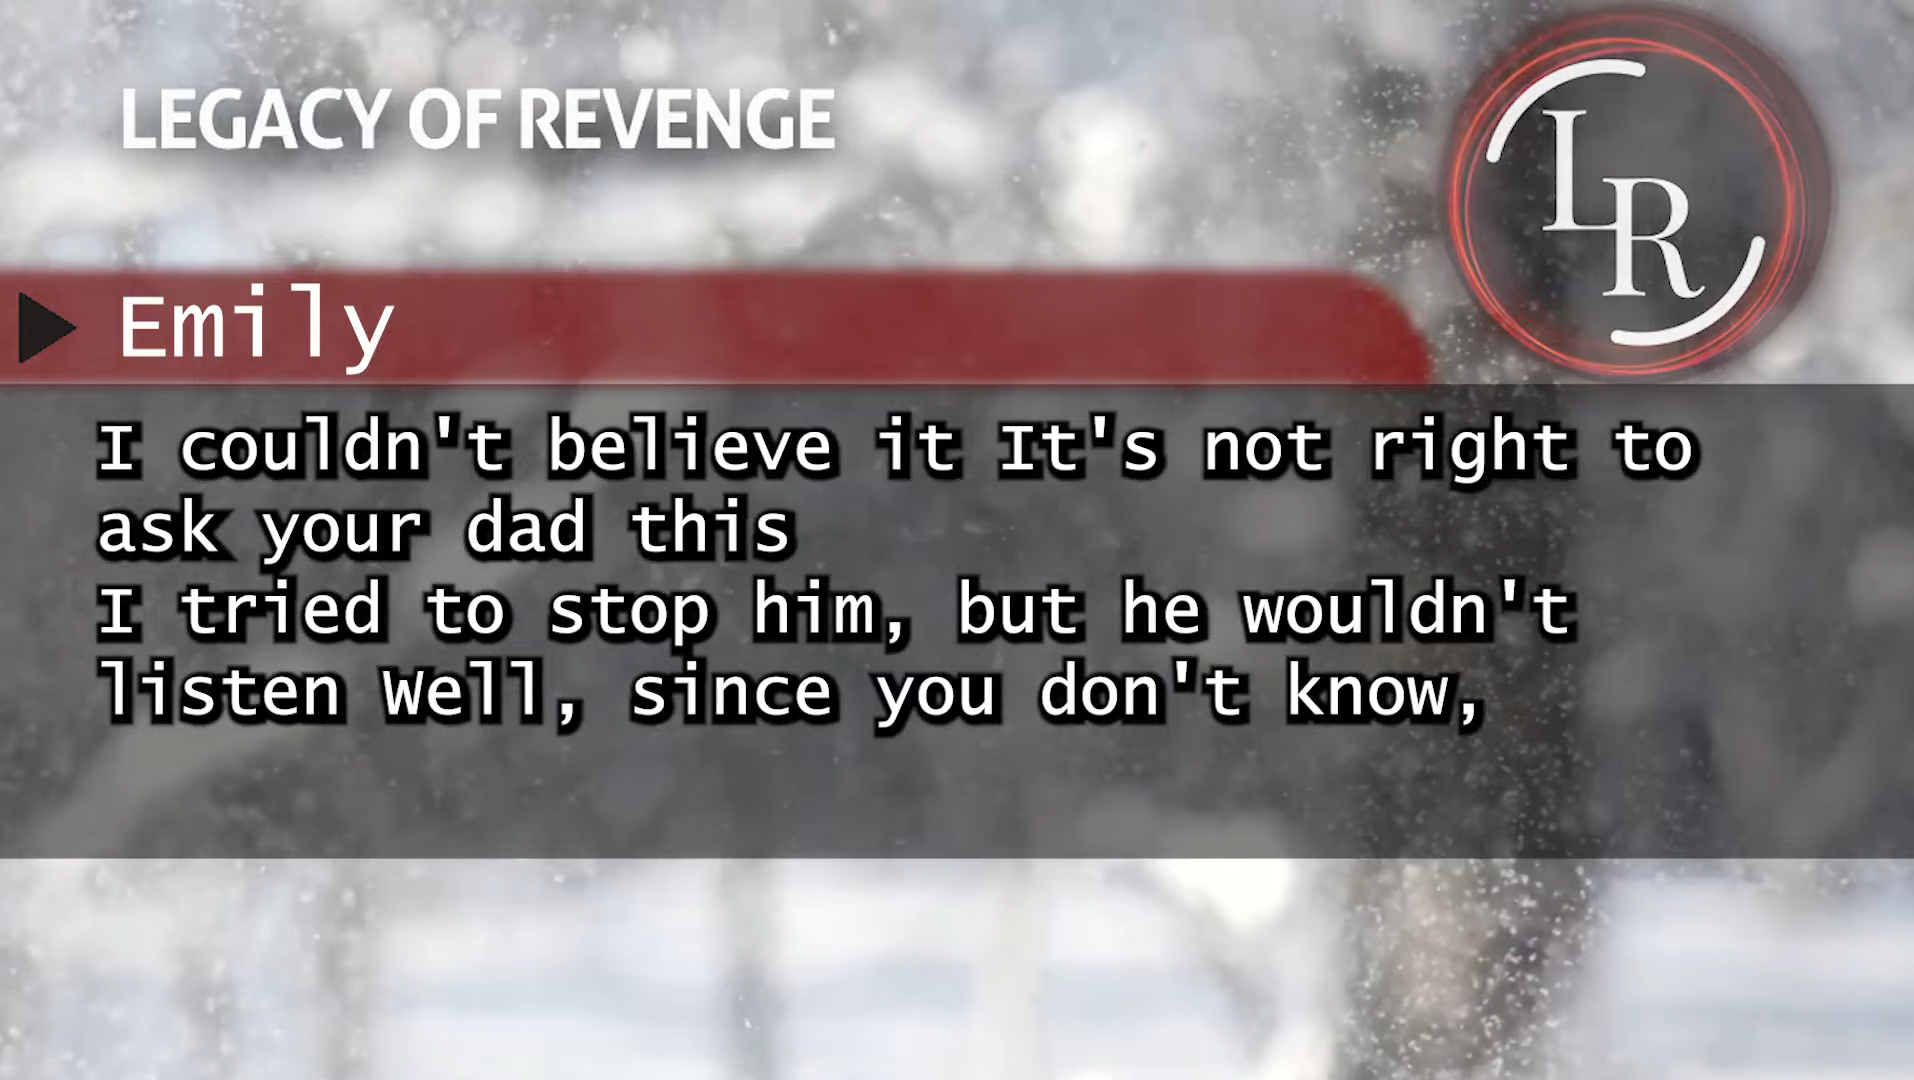 LEGACY OF REVENGE
LR
Emily
I couldn't believe it It's not right to
ask your dad this
I tried to stop him, but he wouldn't
listen Well, since you don't know,